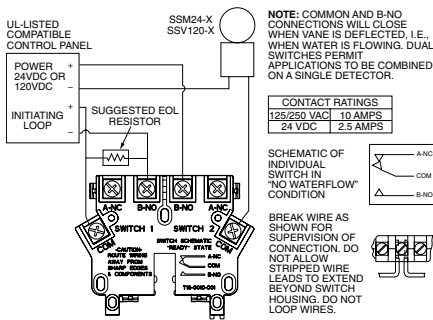 UL-LISTED
COMPATIBLE
CONTROL PANEL
SSM24-X
SSV120-X
POWER
24VDC OR
120VDC
+
–
INITIATING
LOOP
+
–
SUGGESTED EOL
RESISTOR
A-NC
B-NO
B-NO
A-NC
SWITCH 1
SWITCH 2
COM
COM
-CAUTION-
ROUTE WIRING
AWAY FROM
SHARP EDGES
& COMPONENTS
SWITCH SCHEMATIC
"READY" STATE
A-NC
COM
B-NO
T18-0010-001
NOTE: COMMON AND B-NO
CONNECTIONS WILL CLOSE
WHEN VANE IS DEFLECTED, I.E.,
WHEN WATER IS FLOWING. DUAL
SWITCHES PERMIT
APPLICATIONS TO BE COMBINED
ON A SINGLE DETECTOR.
CONTACT RATINGS
125/250 VAC 10 AMPS
24 VDC 2.5 AMPS
SCHEMATIC OF
INDIVIDUAL
SWITCH IN
"NO WATERFLOW"
CONDITION
A-NC
COM
B-NO
BREAK WIRE AS
SHOWN FOR
SUPERVISION OF
CONNECTION. DO
NOT ALLOW
STRIPPED WIRE
LEADS TO EXTEND
BEYOND SWITCH
HOUSING. DO NOT
LOOP WIRES.